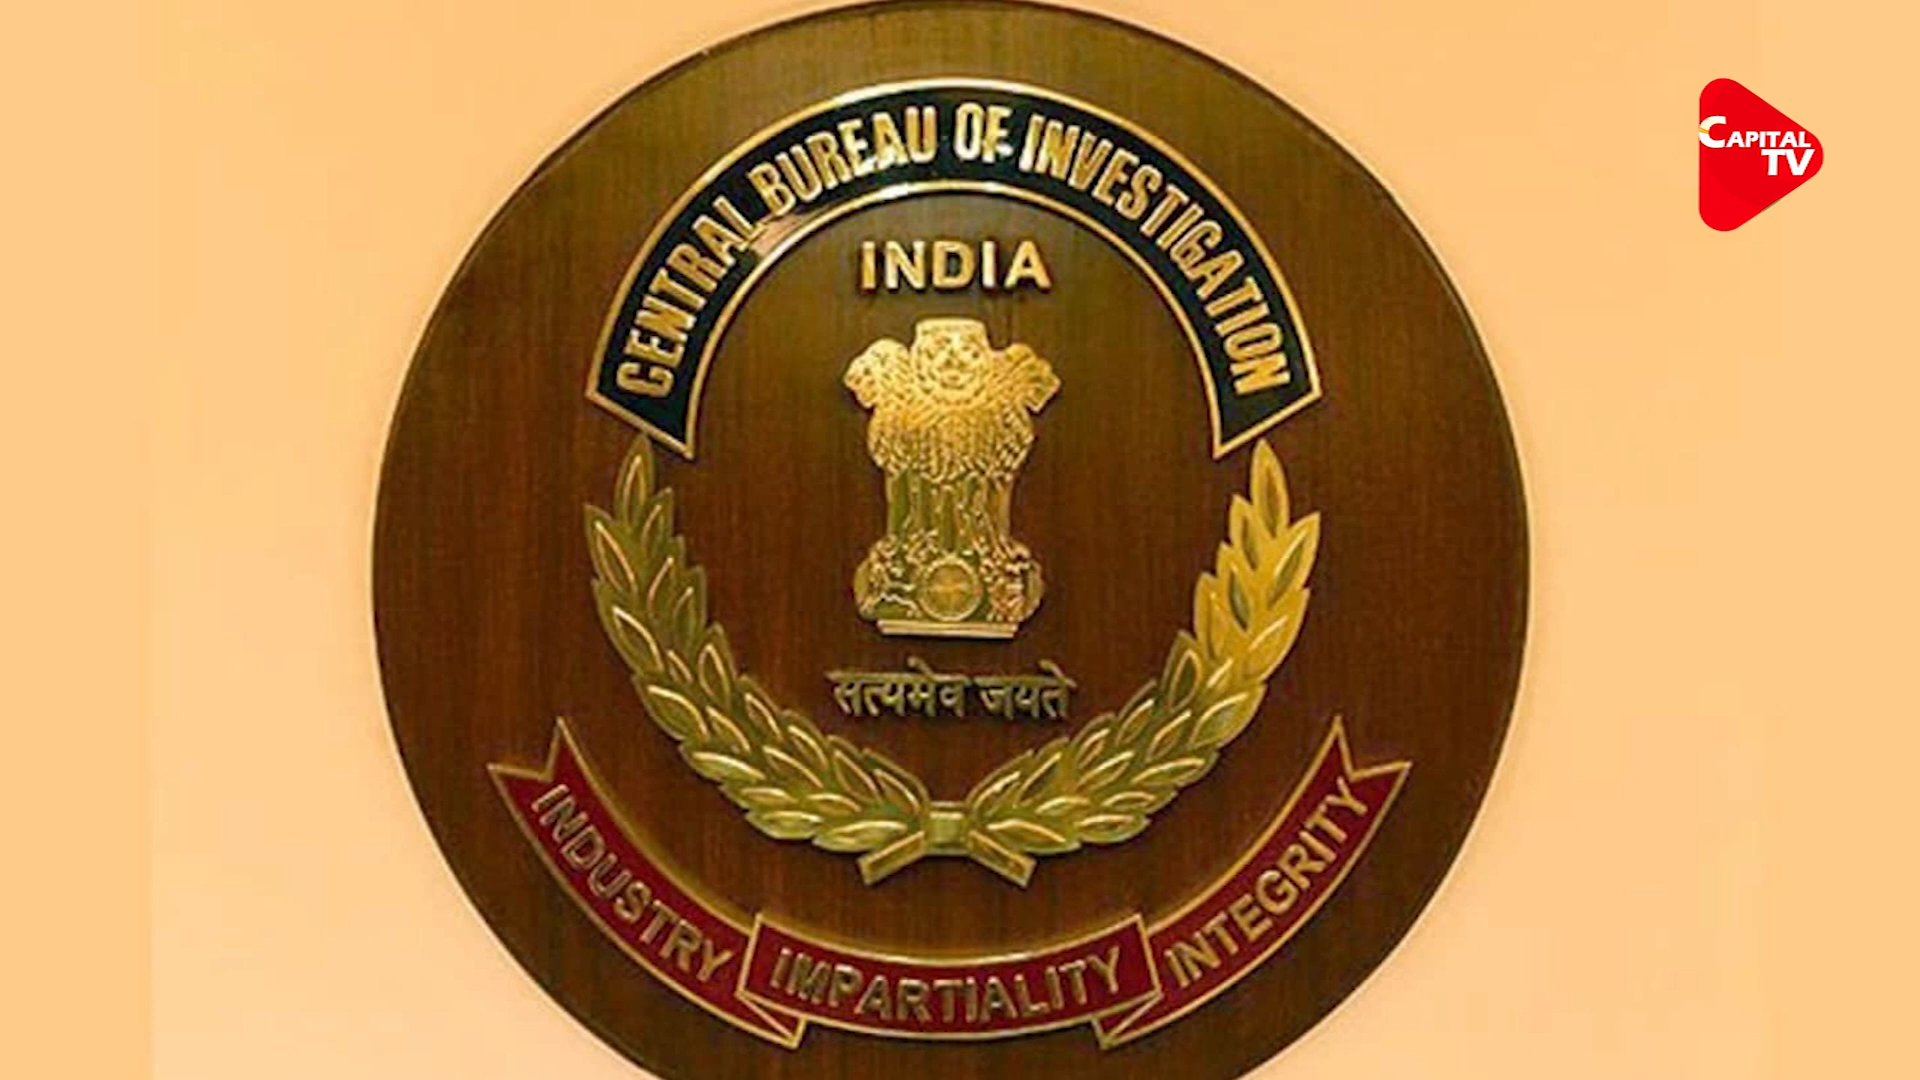 CENTRAL BUREAU OF INVESTIGATION
INDIA
सत्यमेव जयते
INDUSTRY IMPARTIALITY INTEGRITY
CAPITAL
TV